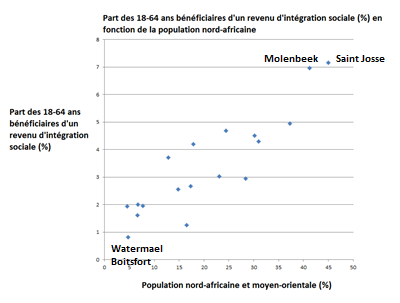 Part des 18-64 ans bénéficiaires d'un revenu d'intégration sociale (%) en
fonction de la population nord-africaine
8
Molenbeek Saint Josse
7
6
Part des 18-64 ans
bénéficiaires d'un
revenu d'intégration
sociale (%)
5
4
3
2
1
Watermael
Boitsfort
0
0 5 10 15 20 25 30 35 40 45 50
Population nord-africaine et moyen-orientale (%)